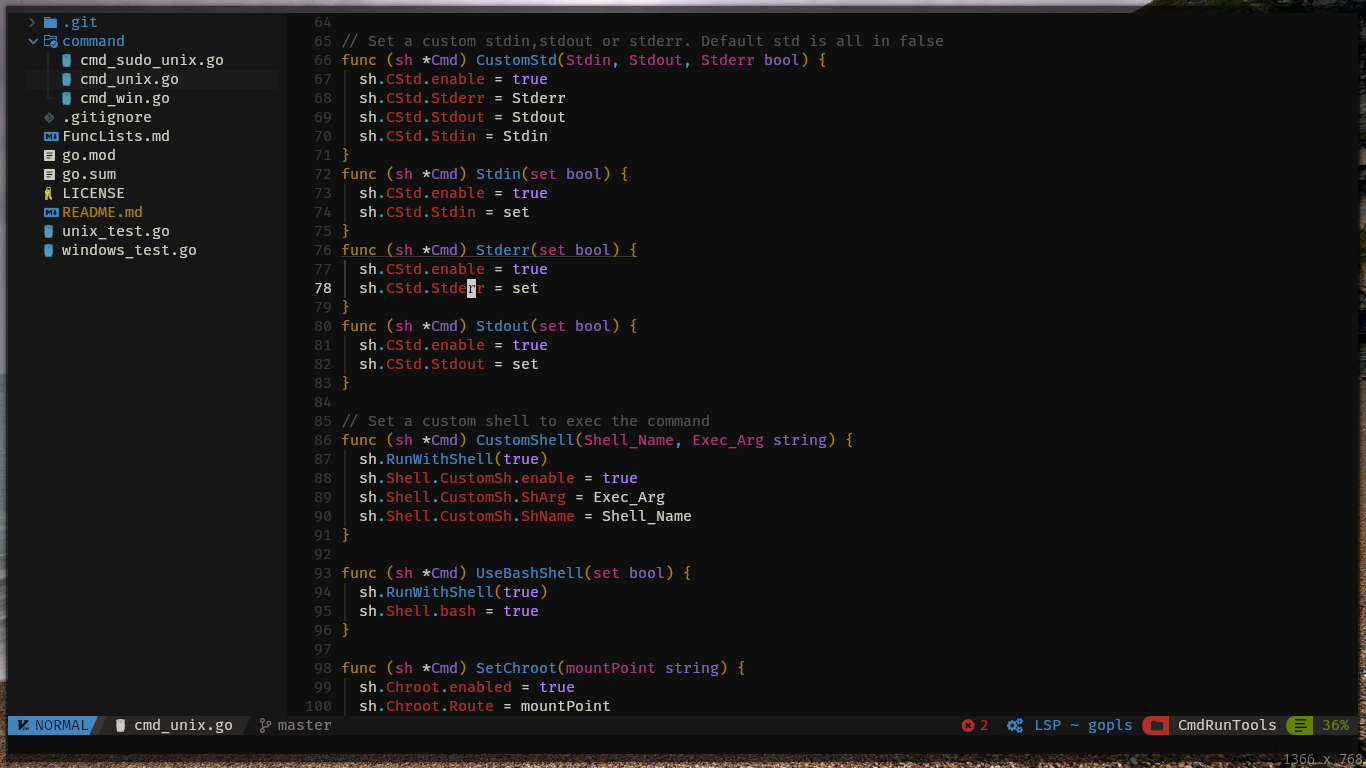 .git
command
cmd_sudo_unix.go
cmd_unix.go
cmd_win.go
.gitignore
FuncLists.md
go.mod
go.sum
LICENSE
README.md
unix_test.go
windows_test.go
64
65 // Set a custom stdin,stdout or stderr. Default std is all in false
66 func (sh *Cmd) CustomStd(Stdin, Stdout, Stderr bool) {
67 sh.CStd.enable = true
68 sh.CStd.Stderr = Stderr
69 sh.CStd.Stdout = Stdout
70 sh.CStd.Stdin = Stdin
71 }
72 func (sh *Cmd) Stdin(set bool) {
73 sh.CStd.enable = true
74 sh.CStd.Stdin = set
75 }
76 func (sh *Cmd) Stderr(set bool) {
77 sh.CStd.enable = true
78 sh.CStd.Stderr = set
79 }
80 func (sh *Cmd) Stdout(set bool) {
81 sh.CStd.enable = true
82 sh.CStd.Stdout = set
83 }
84
85 // Set a custom shell to exec the command
86 func (sh *Cmd) CustomShell(Shell_Name, Exec_Arg string) {
87 sh.RunWithShell(true)
88 sh.Shell.CustomSh.enable = true
89 sh.Shell.CustomSh.ShArg = Exec_Arg
90 sh.Shell.CustomSh.ShName = Shell_Name
91 }
92
93 func (sh *Cmd) UseBashShell(set bool) {
94 sh.RunWithShell(true)
95 sh.Shell.bash = true
96 }
97
98 func (sh *Cmd) SetChroot(mountPoint string) {
99 sh.Chroot.enabled = true
100 sh.Chroot.Route = mountPoint
NORMAL cmd_unix.go master 2 LSP ~ gopls CmdRunTools 36%
1366 x 768